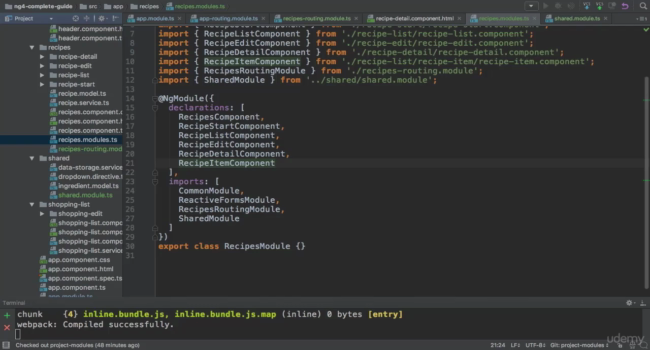 ng4-complete-guide src app recipes recipes.modules.ts
Project
app.module.ts app-routing.module.ts recipes-routing.module.ts recipe-detail.component.html recipes.modules.ts shared.module.ts
header.component.h
header.component.t
recipes
recipe-detail
recipe-edit
recipe-list
recipe-start
recipe.model.ts
recipe.service.ts
recipes.component.c
recipes.component.h
recipes.component.t
recipes.modules.ts
recipes-routing.mod
shared
data-storage.service
dropdown.directive.t
ingredient.model.ts
shared.module.ts
shopping-list
shopping-edit
shopping-list.compo
shopping-list.compo
shopping-list.compo
shopping-list.service
app.component.css
app.component.html
app.component.spec.ts
app.component.ts
app.module.ts
7 import { RecipeListComponent } from './recipe-list/recipe-list.component';
8 import { RecipeEditComponent } from './recipe-edit/recipe-edit.component';
9 import { RecipeDetailComponent } from './recipe-detail/recipe-detail.component';
10 import { RecipeItemComponent } from './recipe-list/recipe-item/recipe-item.component';
11 import { RecipesRoutingModule } from './recipes-routing.module';
12 import { SharedModule } from '../shared/shared.module';
13
14 @NgModule({
15 declarations: [
16 RecipesComponent,
17 RecipeStartComponent,
18 RecipeListComponent,
19 RecipeEditComponent,
20 RecipeDetailComponent,
21 RecipeItemComponent
22 ],
23 imports: [
24 CommonModule,
25 ReactiveFormsModule,
26 RecipesRoutingModule,
27 SharedModule
28 ]
29 })
30 export class RecipesModule {}
31
Terminal
chunk {4} inline.bundle.js, inline.bundle.js.map (inline) 0 bytes [entry]
webpack: Compiled successfully.
Checked out project-modules (48 minutes ago) 21:24 LF UTF-8 Git: project-modules
udemy